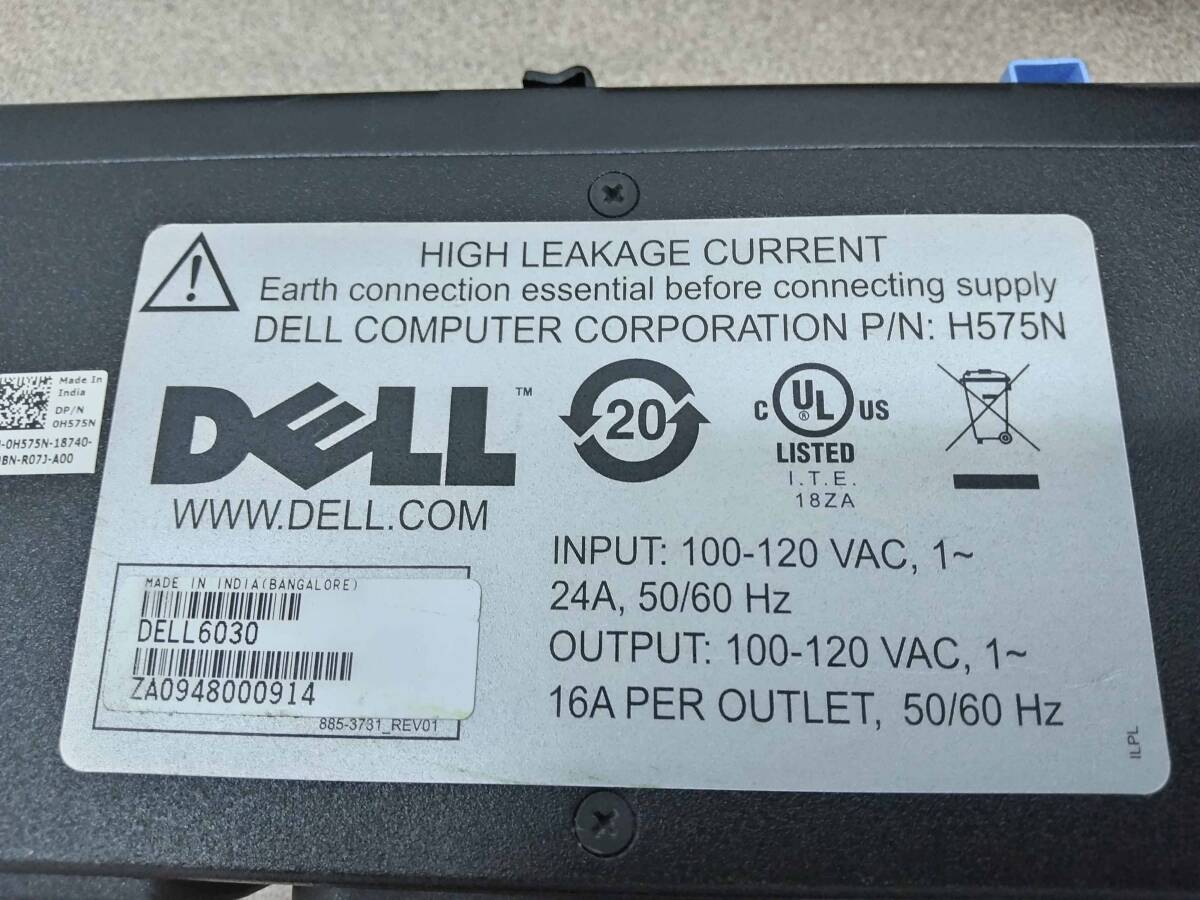 HIGH LEAKAGE CURRENT
Earth connection essential before connecting supply
DELL COMPUTER CORPORATION P/N: H575N
Made In
India
DP/N
0H575N
-0H575N-18740-
BN-R07J-A00
DELL™
WWW.DELL.COM
20
C UL® US
LISTED
I.T.E.
18ZA
MADE IN INDIA(BANGALORE)
DELL6030
ZA0948000914
885-3731_REV01
INPUT: 100-120 VAC, 1~
24A, 50/60 Hz
OUTPUT: 100-120 VAC, 1~
16A PER OUTLET, 50/60 Hz
ILPL